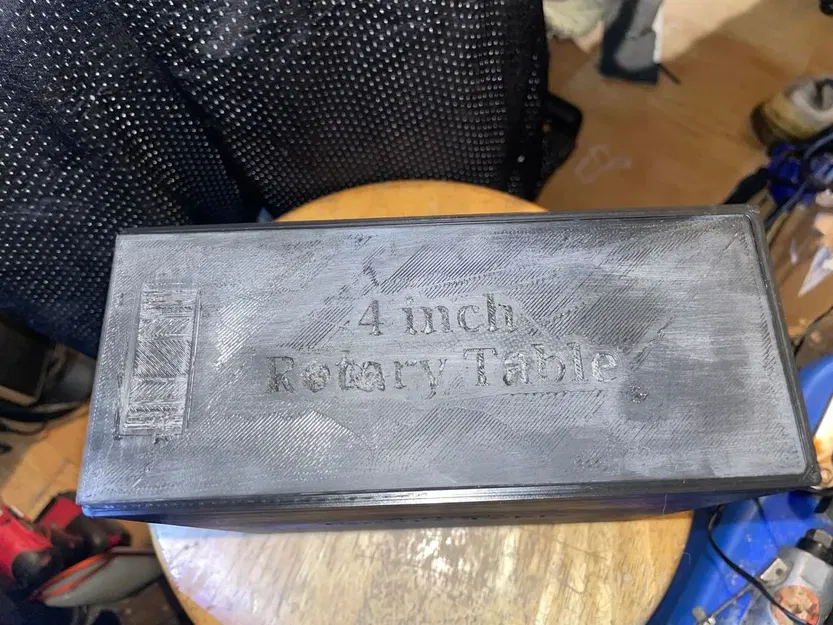 4 inch
Rotary Table